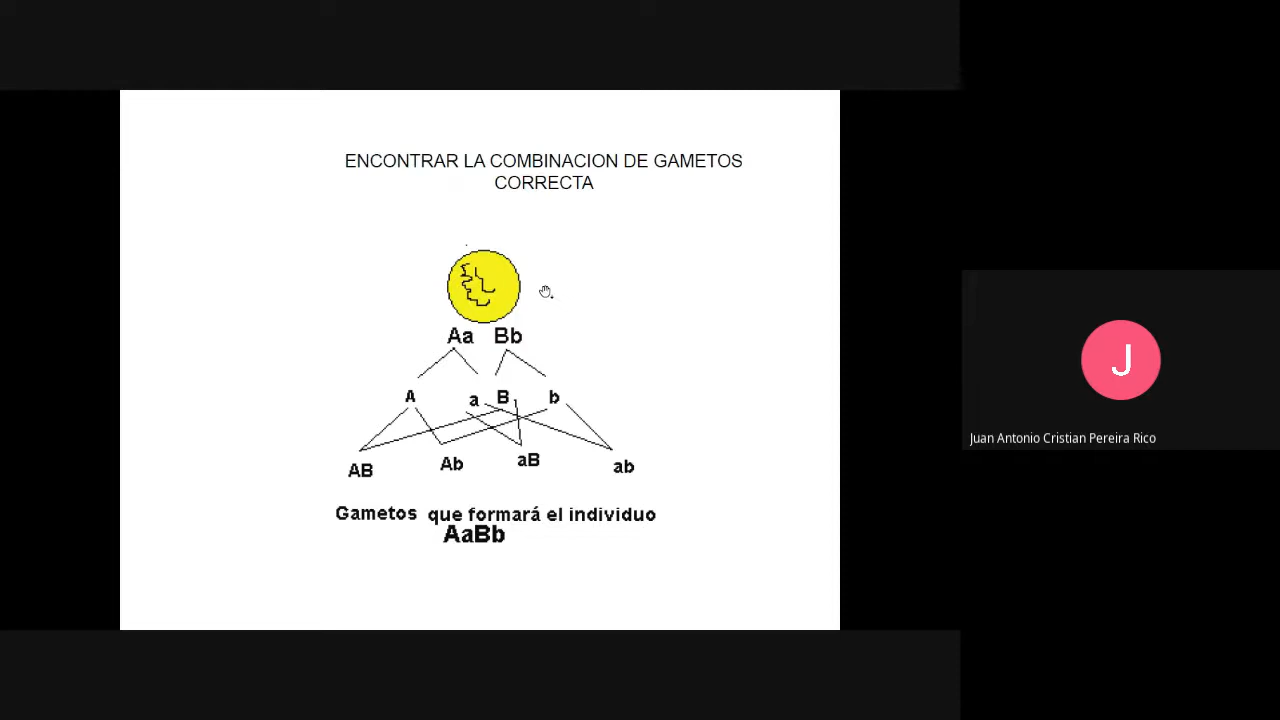 ENCONTRAR LA COMBINACION DE GAMETOS
CORRECTA
Aa Bb
A a B b
AB Ab aB ab
Gametos que formará el individuo
AaBb
J
Juan Antonio Cristian Pereira Rico